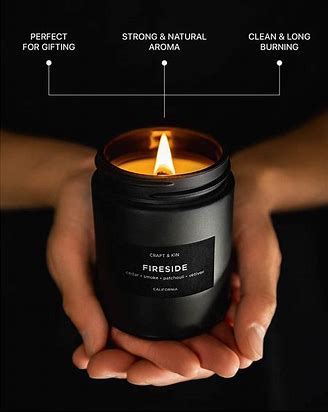 PERFECT
FOR GIFTING
STRONG & NATURAL
AROMA
CLEAN & LONG
BURNING
CRAFT & KIN
FIRESIDE
cedar • smoke • patchouli • vetiver
CALIFORNIA